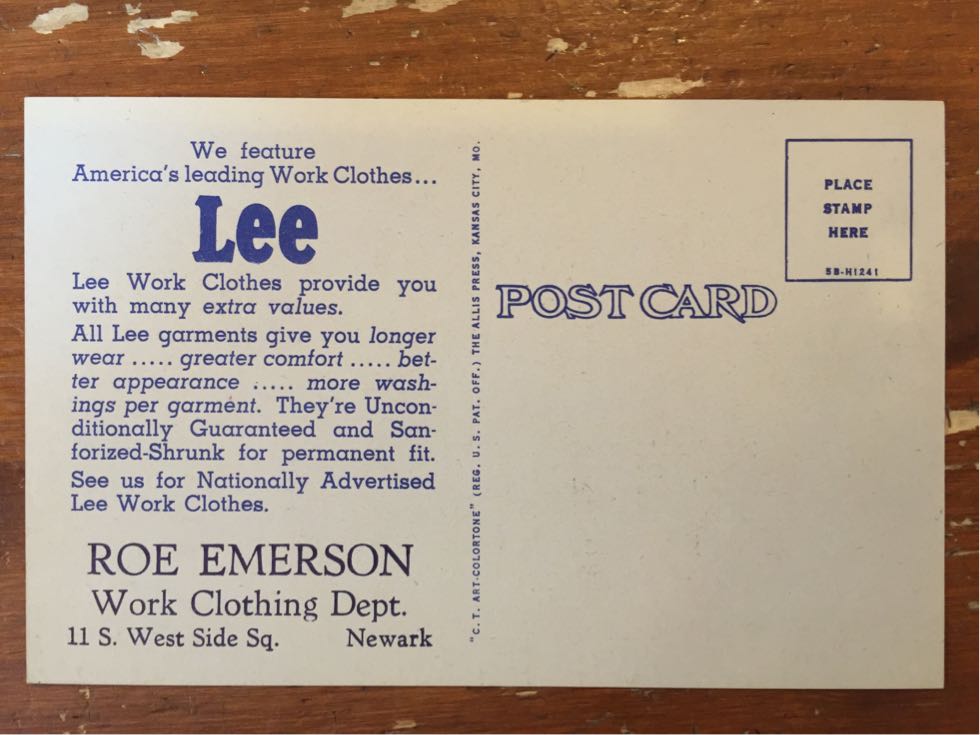 We feature
America's leading Work Clothes...
Lee
Lee Work Clothes provide you
with many extra values.
All Lee garments give you longer
wear ..... greater comfort ..... bet-
ter appearance ..... more wash-
ings per garment. They're Uncon-
ditionally Guaranteed and San-
forized-Shrunk for permanent fit.
See us for Nationally Advertised
Lee Work Clothes.
ROE EMERSON
Work Clothing Dept.
11 S. West Side Sq. Newark
"C. T. ART-COLORTONE" (REG. U. S. PAT. OFF.) THE ALLIS PRESS, KANSAS CITY, MO.
POST CARD
PLACE
STAMP
HERE
5B-H1241